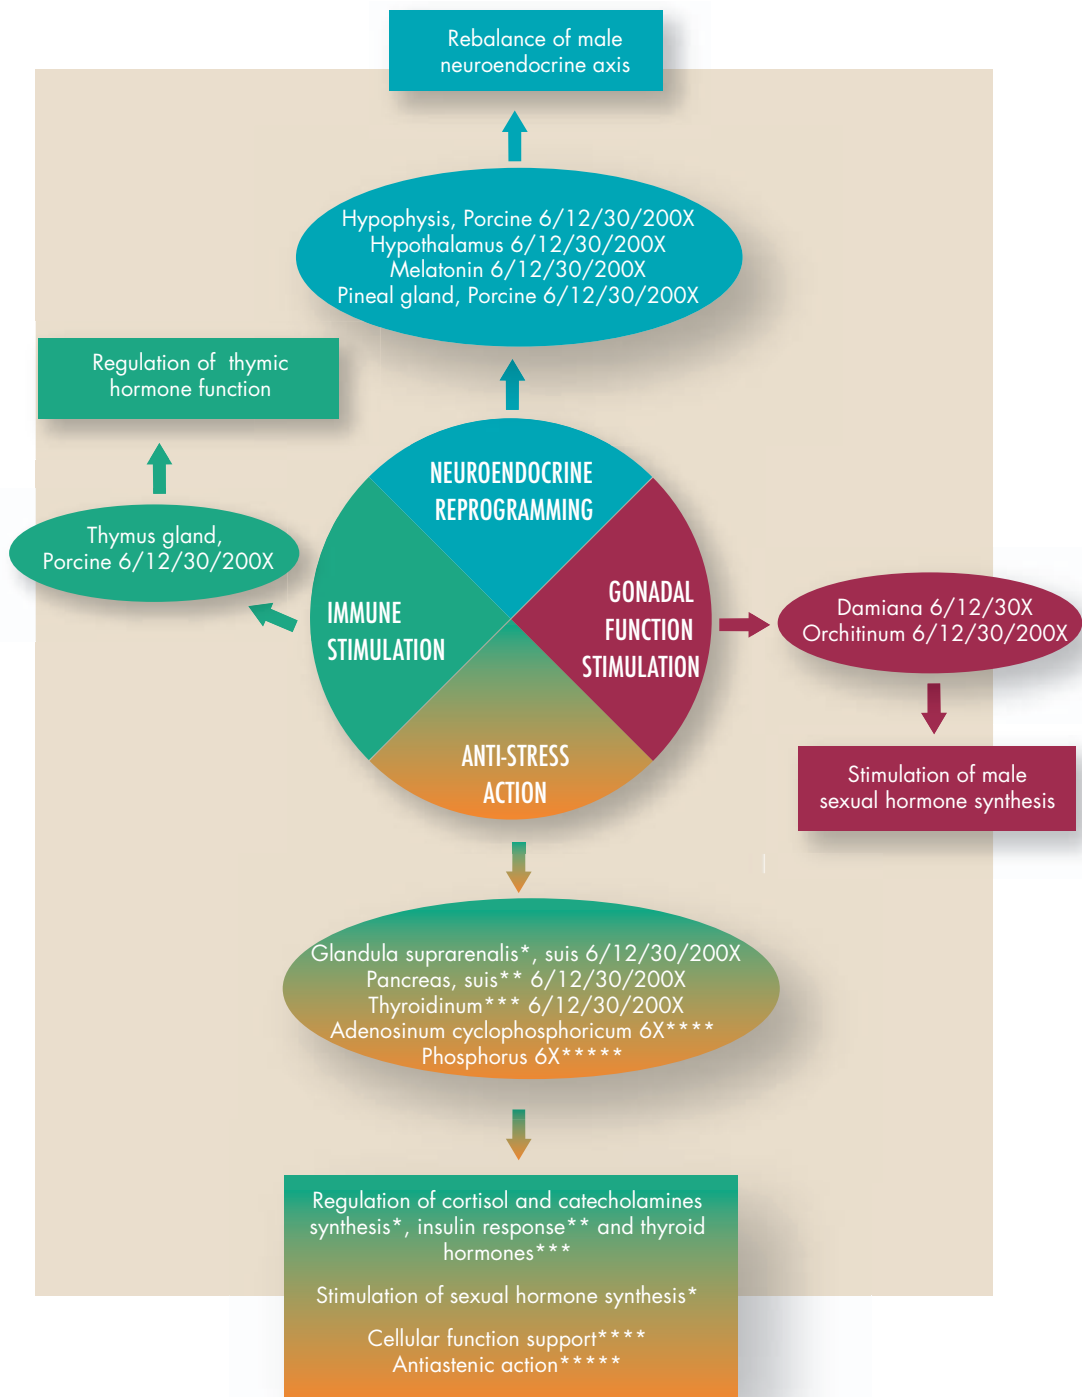 Rebalance of male
neuroendocrine axis
Hypophysis, Porcine 6/12/30/200X
Hypothalamus 6/12/30/200X
Melatonin 6/12/30/200X
Pineal gland, Porcine 6/12/30/200X
Regulation of thymic
hormone function
Thymus gland,
Porcine 6/12/30/200X
NEUROENDOCRINE
REPROGRAMMING
IMMUNE
STIMULATION
GONADAL
FUNCTION
STIMULATION
ANTI-STRESS
ACTION
Damiana 6/12/30X
Orchitinum 6/12/30/200X
Stimulation of male
sexual hormone synthesis
Glandula suprarenalis*, suis 6/12/30/200X
Pancreas, suis** 6/12/30/200X
Thyroidinum*** 6/12/30/200X
Adenosinum cyclophosphoricum 6X****
Phosphorus 6X*****
Regulation of cortisol and catecholamines
synthesis*, insulin response** and thyroid
hormones***
Stimulation of sexual hormone synthesis*
Cellular function support****
Antiastenic action*****